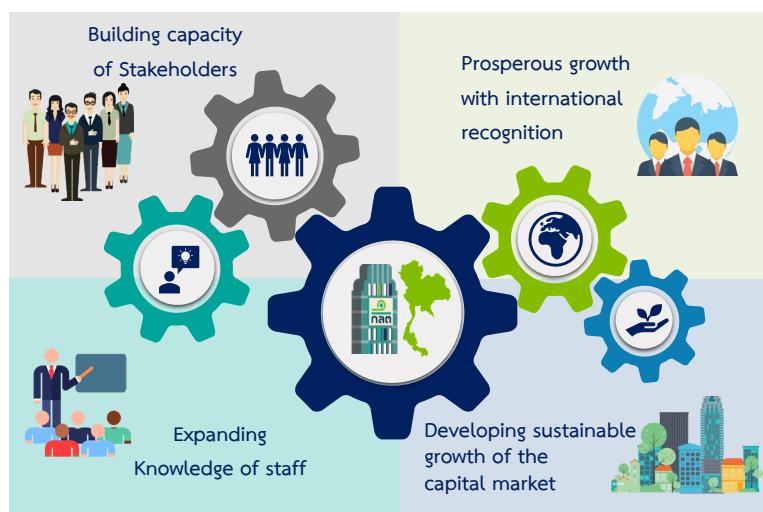 Building capacity
of Stakeholders
Prosperous growth
with international
recognition
กลต
Expanding
Knowledge of staff
Developing sustainable
growth of the
capital market